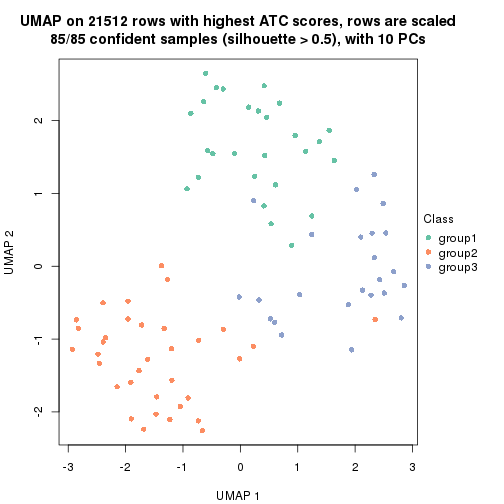 UMAP on 21512 rows with highest ATC scores, rows are scaled
85/85 confident samples (silhouette > 0.5), with 10 PCs
UMAP 2
2
1
0
-1
-2
-3
-2
-1
0
1
2
3
UMAP 1
Class
group1
group2
group3